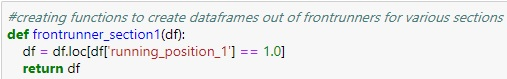 #creating functions to create dataframes out of frontrunners for various sections
def frontrunner_section1(df):
    df = df.loc[df['running_position_1'] == 1.0]
    return df